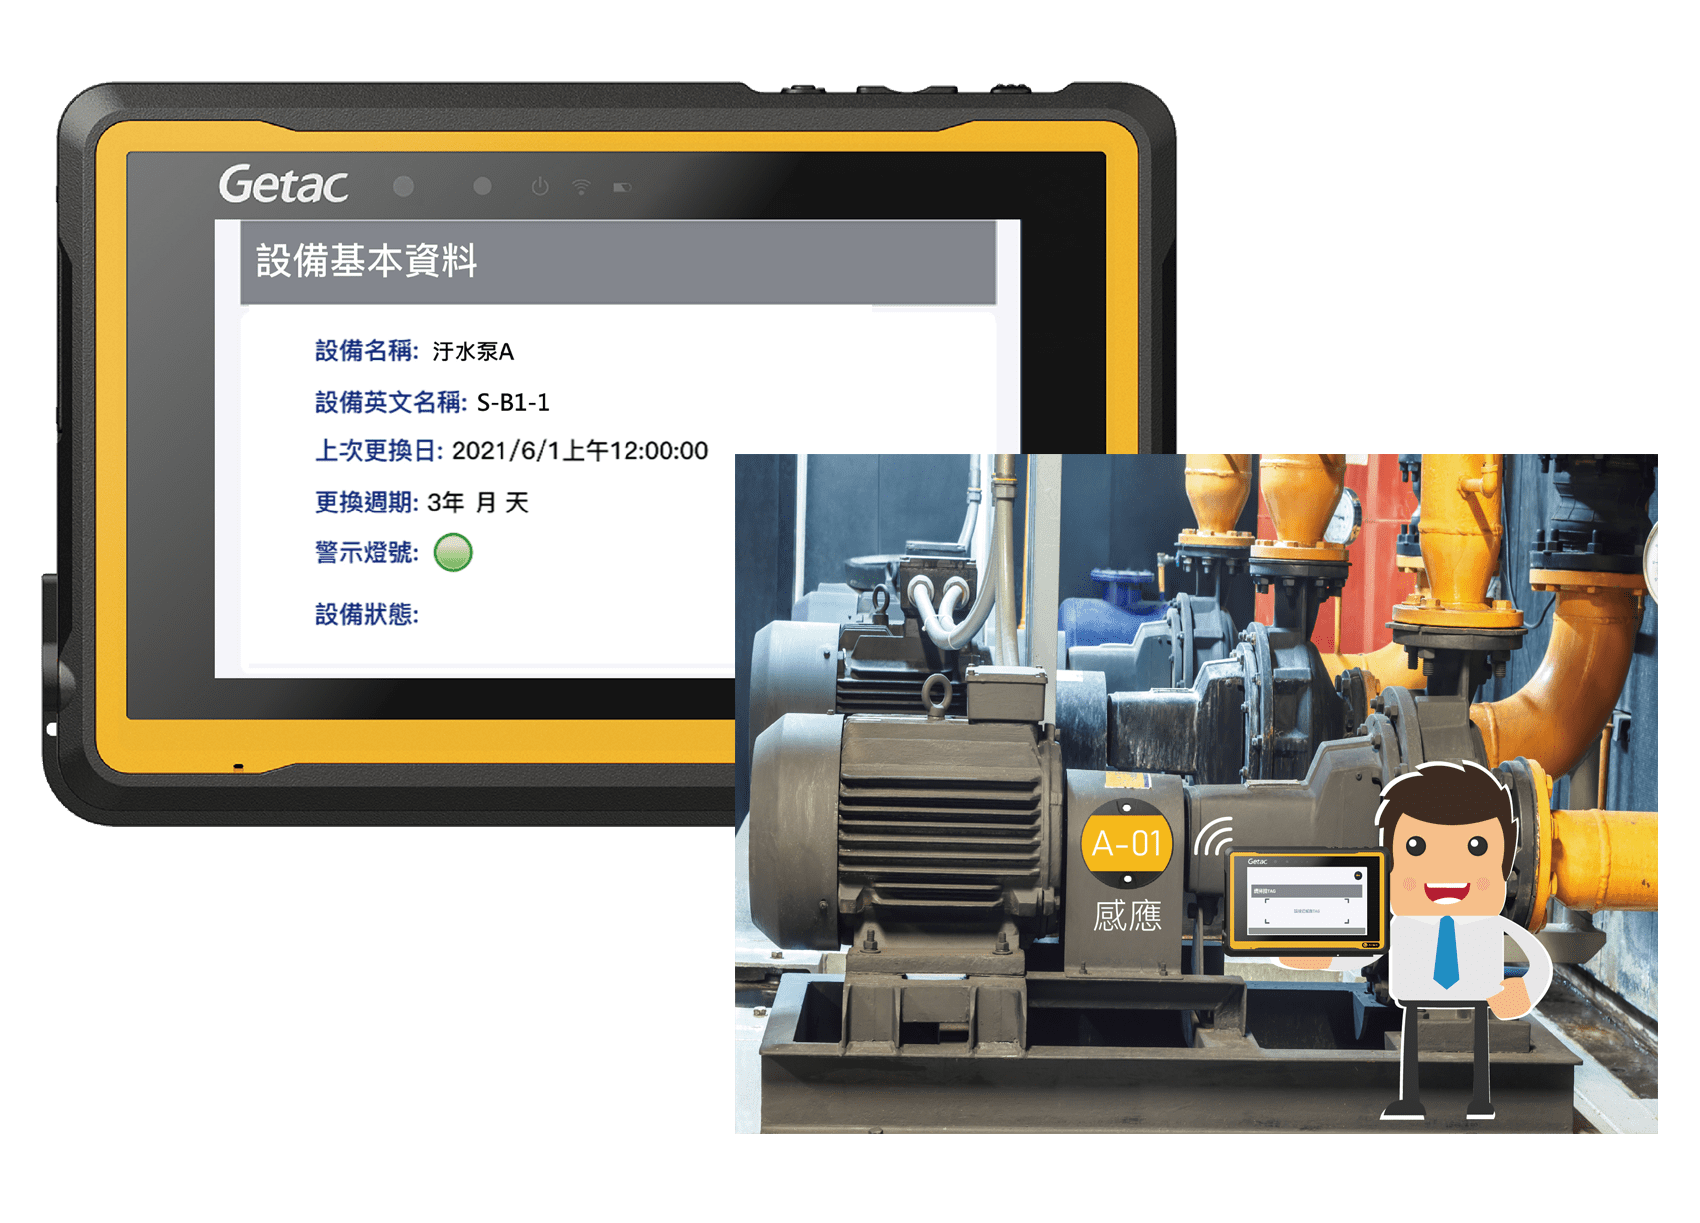 Getac
設備基本資料
設備名稱: 汙水泵A
設備英文名稱: S-B1-1
上次更換日: 2021/6/1上午12:00:00
更換週期: 3年 月 天
警示燈號:
設備狀態:
A-01
感應
Getac